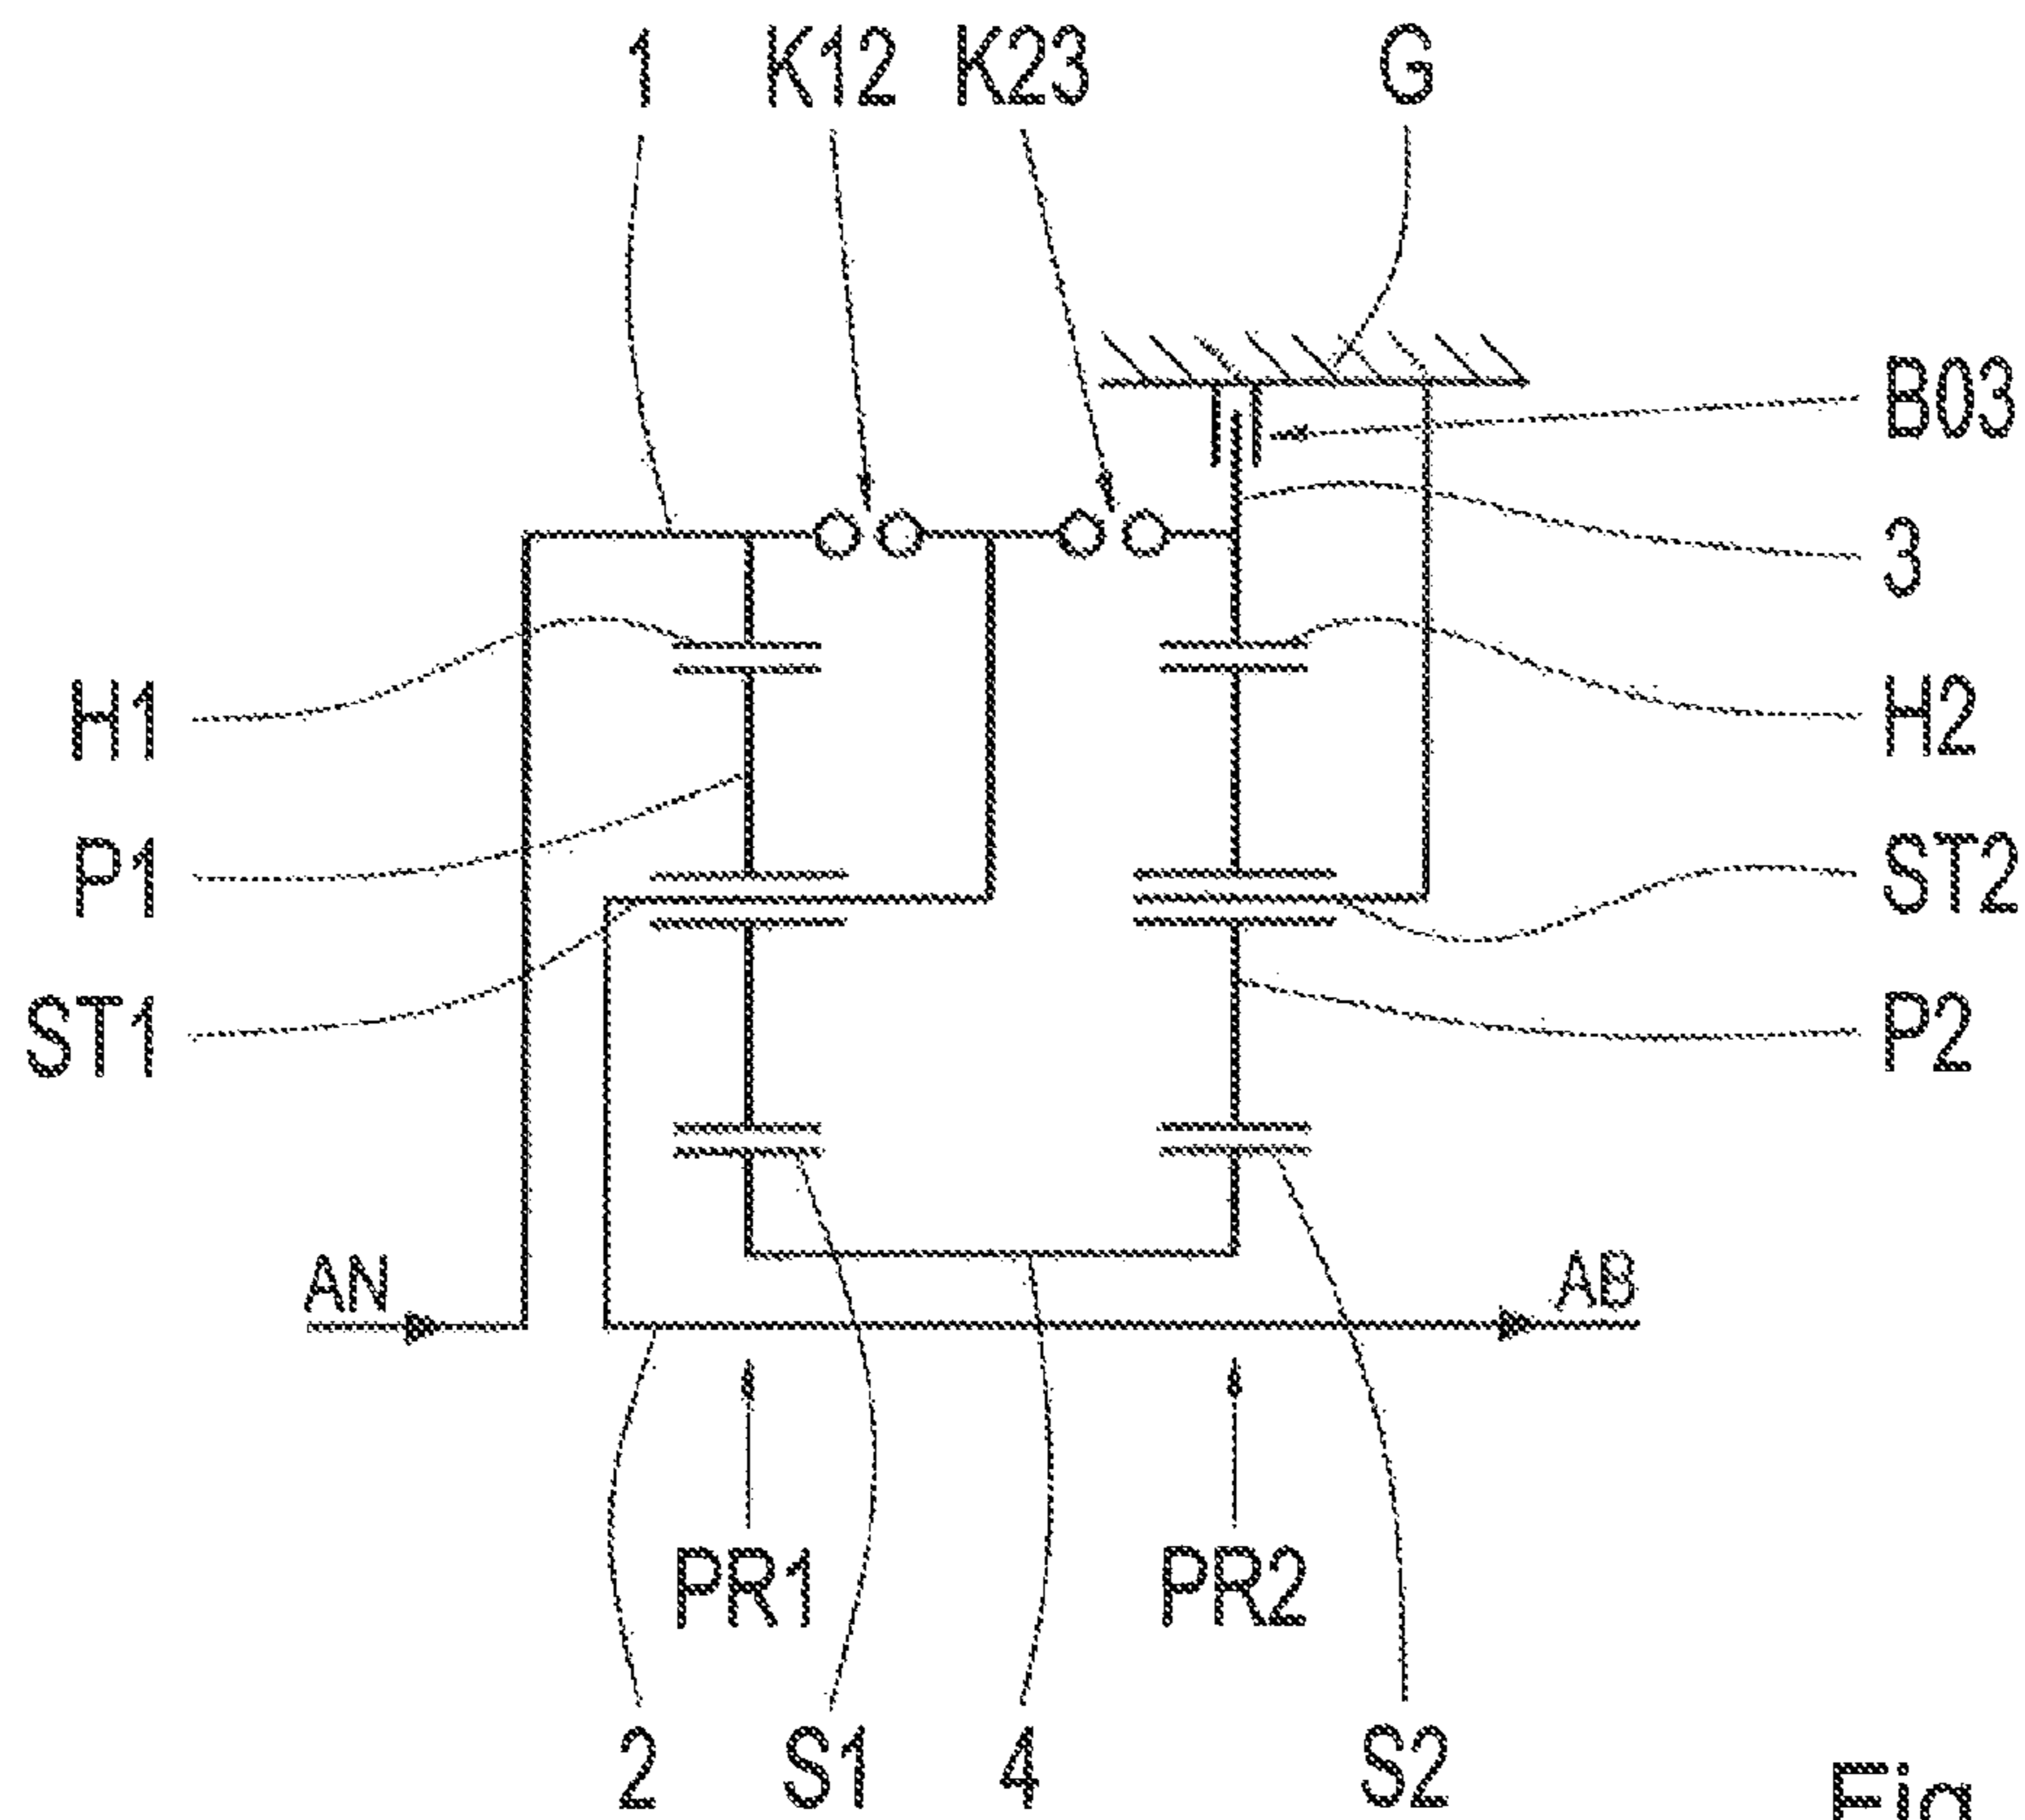 1 K12 K23 G
B03
3
H1 H2
P1 ST2
ST1 P2
AN AB
PR1 PR2
2 S1 4 S2
Fig